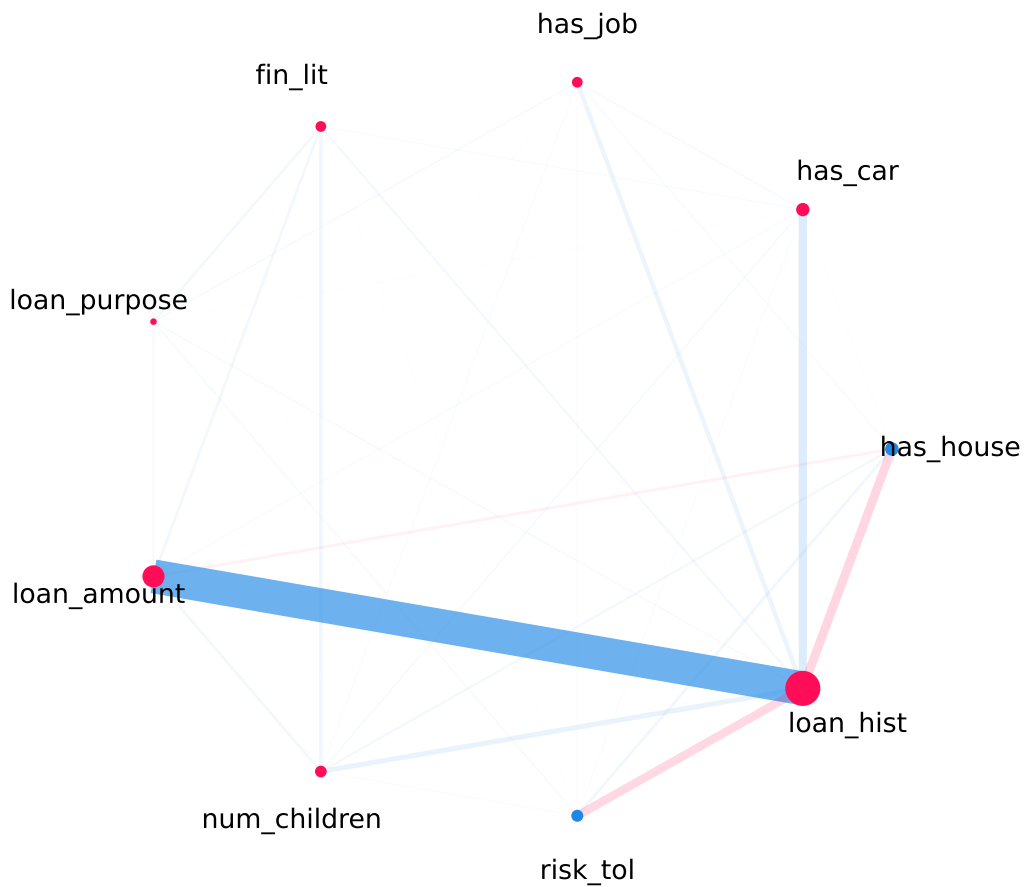 has_job
fin_lit
has_car
loan_purpose
has_house
loan_amount
loan_hist
num_children
risk_tol